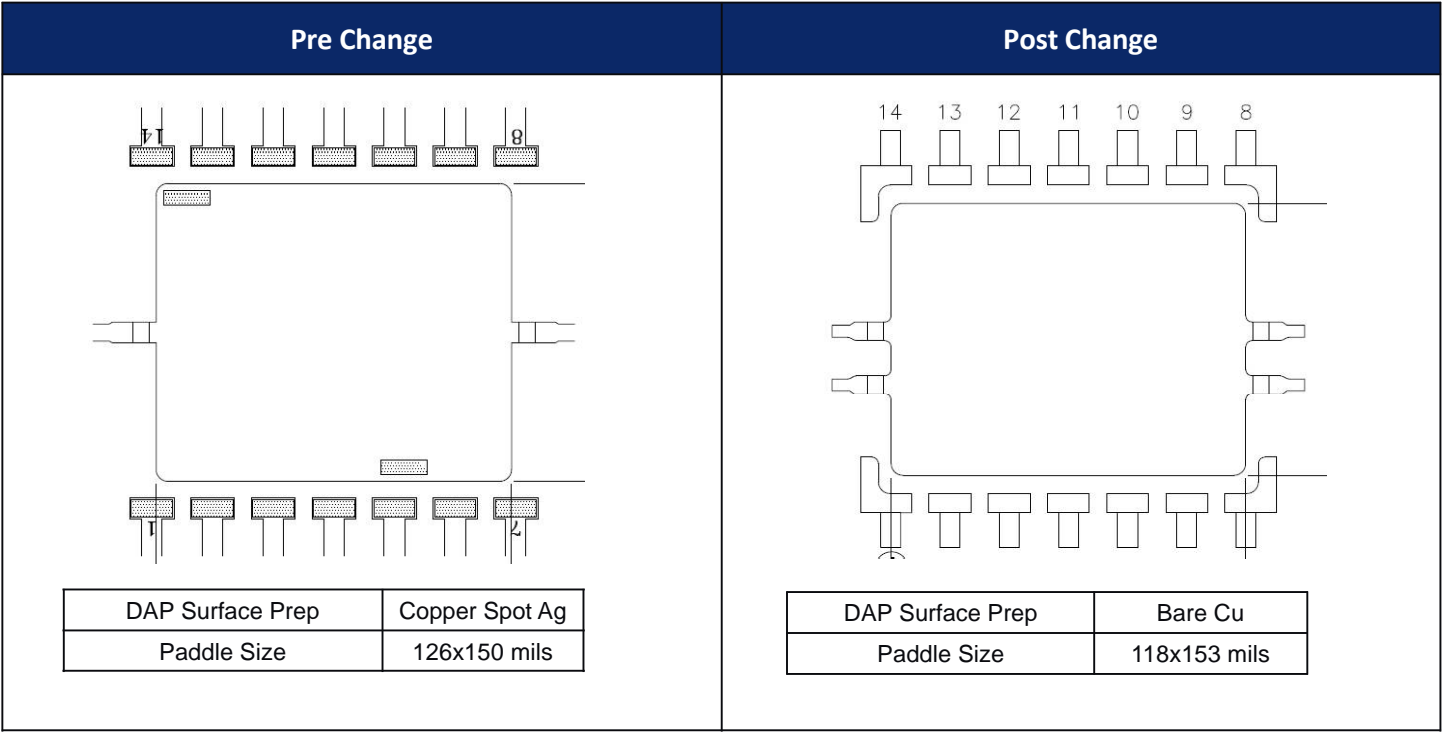 Pre Change
Post Change
14
8
1
7
DAP Surface Prep Copper Spot Ag
Paddle Size 126x150 mils
14 13 12 11 10 9 8
DAP Surface Prep Bare Cu
Paddle Size 118x153 mils